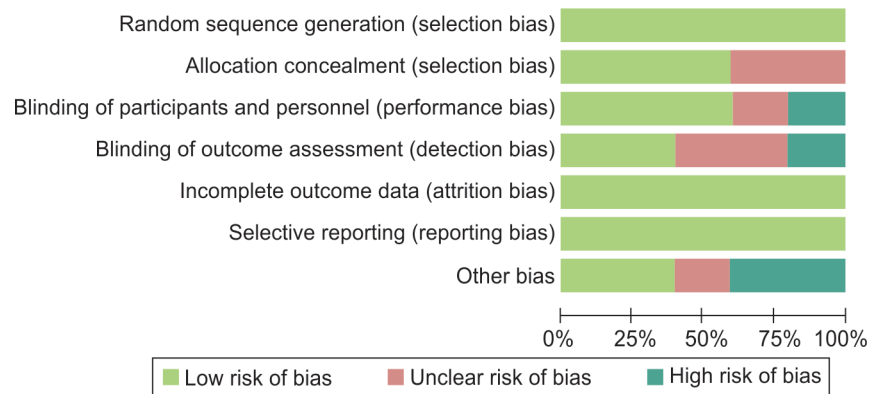 Random sequence generation (selection bias)
Allocation concealment (selection bias)
Blinding of participants and personnel (performance bias)
Blinding of outcome assessment (detection bias)
Incomplete outcome data (attrition bias)
Selective reporting (reporting bias)
Other bias
0% 25% 50% 75% 100%
Low risk of bias Unclear risk of bias High risk of bias